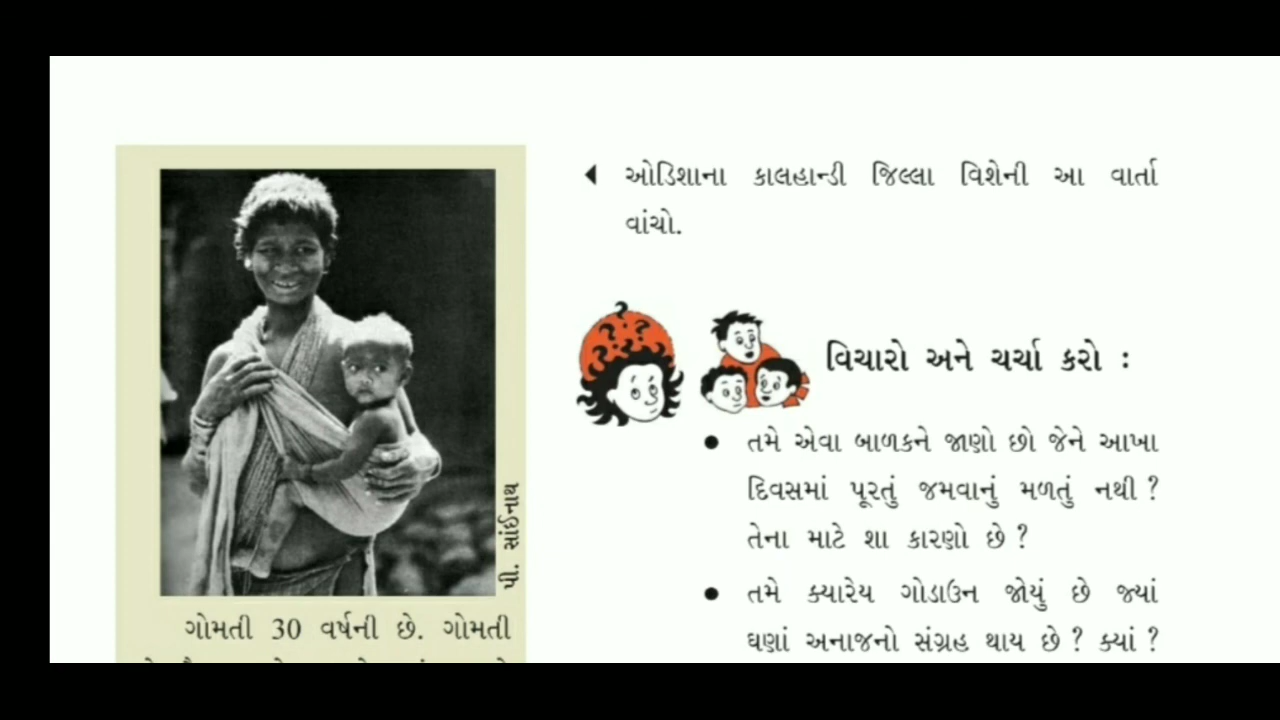 ઓડિશાના કાલહાન્ડી જિલ્લા વિશેની આ વાર્તા
વાંચો.
વિચારો અને ચર્ચા કરો :
• તમે એવા બાળકને જાણો છો જેને આખા
દિવસમાં પૂરતું જમવાનું મળતું નથી ?
તેના માટે શા કારણો છે ?
• તમે ક્યારેય ગોડાઉન જોયું છે જ્યાં
ઘણાં અનાજનો સંગ્રહ થાય છે ? ક્યાં ?
પી. સાંઈનાથ
ગોમતી 30 વર્ષની છે. ગોમતી